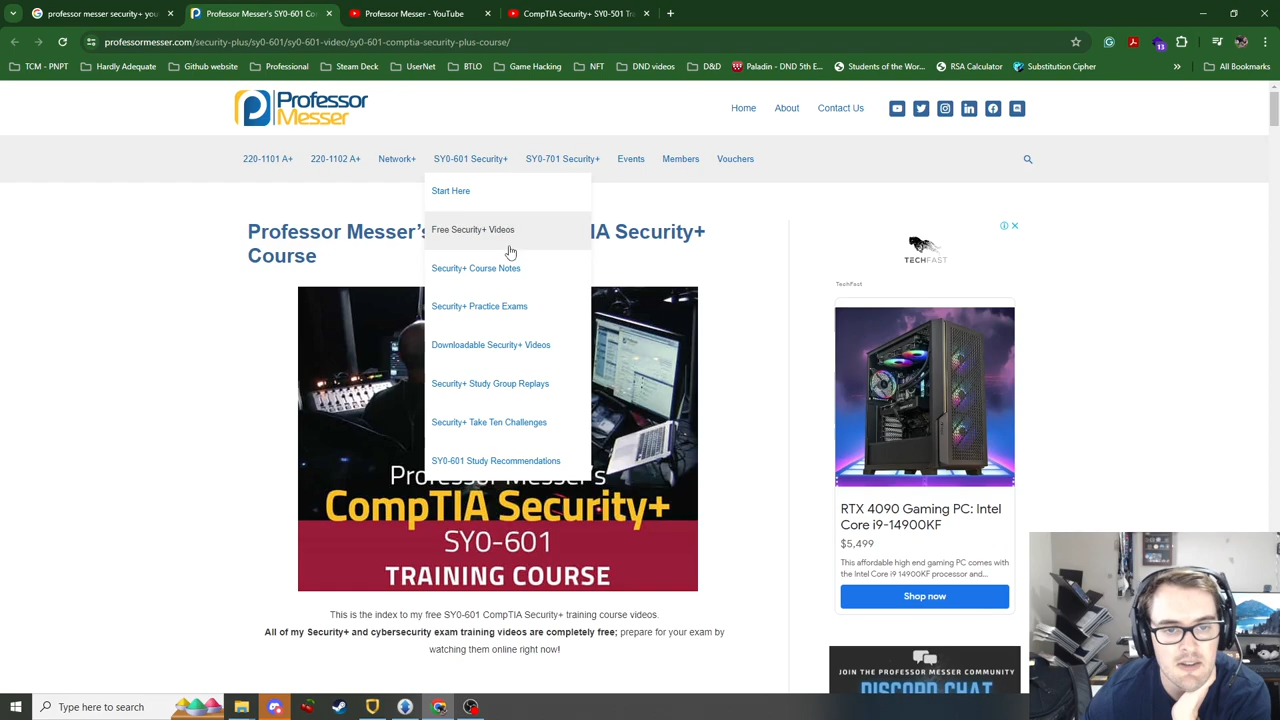 professor messer security+ you
Professor Messer's CompTIA S
Professor Messer - YouTube
CompTIA Security+ SY0-501 Tra
professormesser.com/security-plus/sy0-601/sy0-601-video/sy0-601-comptia-security-plus-course/
TCM - PNPT
Hardly Adequate
Youtube
Steam Deck
Hacking
BTLO
GatherHacking
NFT
DND videos
D&D
Paladin - DND 5th...
Students of the Wor...
RSA Calculator
Substitution Cipher
»
All Bookmarks
Professor
Messer
Home
About
Contact Us
220-1101 A+
220-1102 A+
Network+
SY0-601 Security+
SY0-701 Security+
Events
Members
Vouchers
Start Here
Free Security+ Videos
Security+ Course Notes
Security+ Practice Exams
Downloadable Security+ Videos
Security+ Study Group Replays
Security+ Take Ten Challenges
SY0-601 Study Recommendations
Professor Messer's IA Security+
Course
Professor Messer's
CompTIA Security+
SY0-601
TRAINING COURSE
This is the index to my free SY0-601 CompTIA Security+ training course videos.
All of my Security+ and cybersecurity exam training videos are completely free; prepare for your exam by
watching them online right now!
TECHFAST
TechFast
RTX 4090 Gaming PC: Intel
Core i9-14900KF
$5,499
This affordable high end gaming PC comes with
the Intel Core i9 14900KF processor and...
Shop now
JOIN THE PROFESSOR MESSER COMMUNITY
DISCORD CHAT
Type here to search